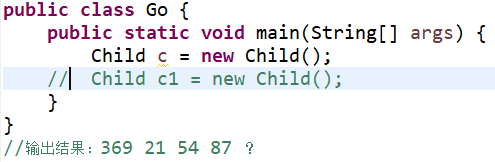 public class Go {
    public static void main(String[] args) {
        Child c = new Child();
    //  Child c1 = new Child();
    }
}
//输出结果：369 21 54 87 ？